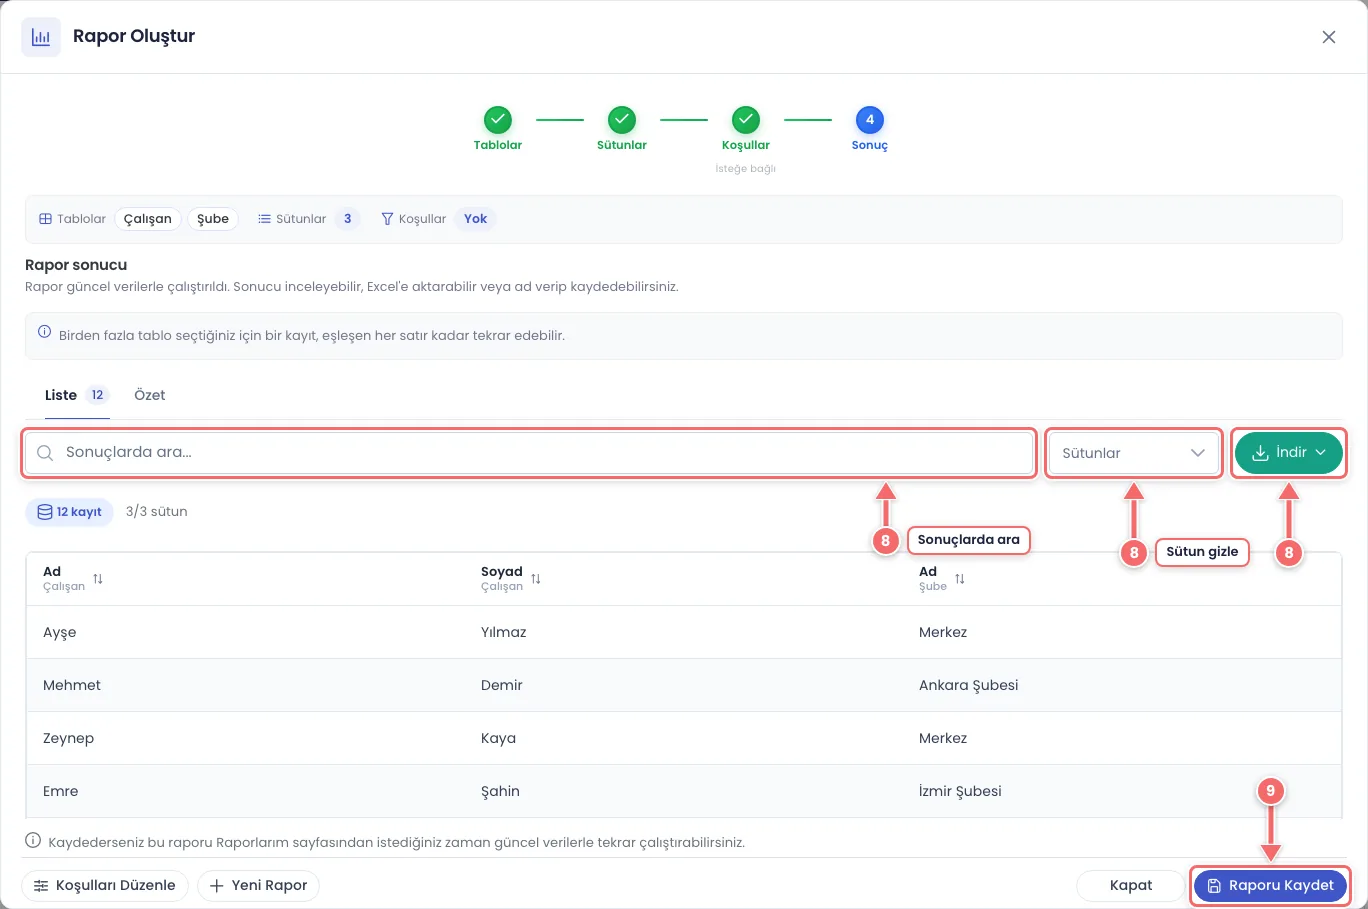 Rapor Oluştur
4
Tablolar
Sütunlar
Koşullar
Sonuç
İsteğe bağlı
Tablolar Çalışan Şube Sütunlar 3 Koşullar Yok
Rapor sonucu
Rapor güncel verilerle çalıştırıldı. Sonucu inceleyebilir, Excel'e aktarabilir veya ad verip kaydedebilirsiniz.
Birden fazla tablo seçtiğiniz için bir kayıt, eşleşen her satır kadar tekrar edebilir.
Liste 12 Özet
Sonuçlarda ara...
Sütunlar
İndir
12 kayıt 3/3 sütun
8 Sonuçlarda ara
8 Sütun gizle
8
Ad Soyad Ad
Çalışan Çalışan Şube
Ayşe Yılmaz Merkez
Mehmet Demir Ankara Şubesi
Zeynep Kaya Merkez
Emre Şahin İzmir Şubesi
9
Kaydederseniz bu raporu Raporlarım sayfasından istediğiniz zaman güncel verilerle tekrar çalıştırabilirsiniz.
Koşulları Düzenle Yeni Rapor Kapat Raporu Kaydet